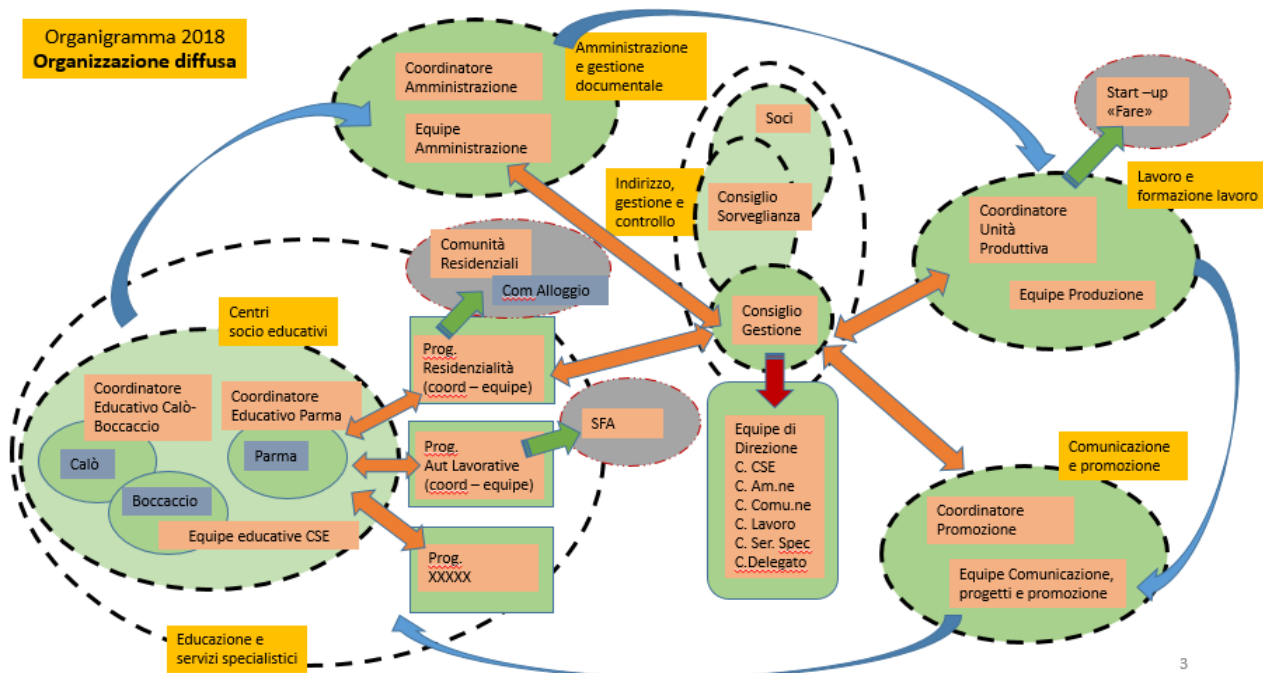 Organigramma 2018
Organizzazione diffusa
Coordinatore
Amministrazione
Equipe
Amministrazione
Amministrazione
e gestione
documentale
Soci
Consiglio
Sorveglianza
Indirizzo,
gestione e
controllo
Consiglio
Gestione
Start –up
«Fare»
Lavoro e
formazione lavoro
Coordinatore
Unità
Produttiva
Equipe Produzione
Comunità
Residenziali
Com Alloggio
Centri
socio educativi
Prog.
Residenzialità
(coord – equipe)
Coordinatore
Educativo Calò-
Boccaccio
Coordinatore
Educativo Parma
Calò
Parma
Boccaccio
Equipe educative CSE
Prog.
Aut Lavorative
(coord – equipe)
SFA
Prog.
XXXXX
Equipe di
Direzione
C. CSE
C. Am.ne
C. Comu.ne
C. Lavoro
C. Ser. Spec
C.Delegato
Comunicazione
e promozione
Coordinatore
Promozione
Equipe Comunicazione,
progetti e promozione
Educazione e
servizi specialistici
3